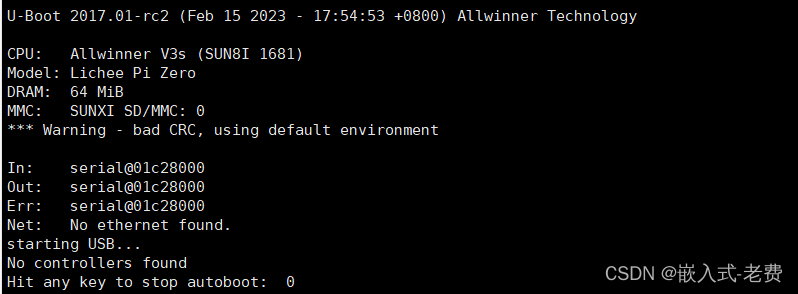 U-Boot 2017.01-rc2 (Feb 15 2023 - 17:54:53 +0800) Allwinner Technology
CPU:   Allwinner V3s (SUN8I 1681)
Model: Lichee Pi Zero
DRAM:  64 MiB
MMC:   SUNXI SD/MMC: 0
*** Warning - bad CRC, using default environment
In:    serial@01c28000
Out:   serial@01c28000
Err:   serial@01c28000
Net:   No ethernet found.
starting USB...
No controllers found
Hit any key to stop autoboot:  0
CSDN @嵌入式-老费